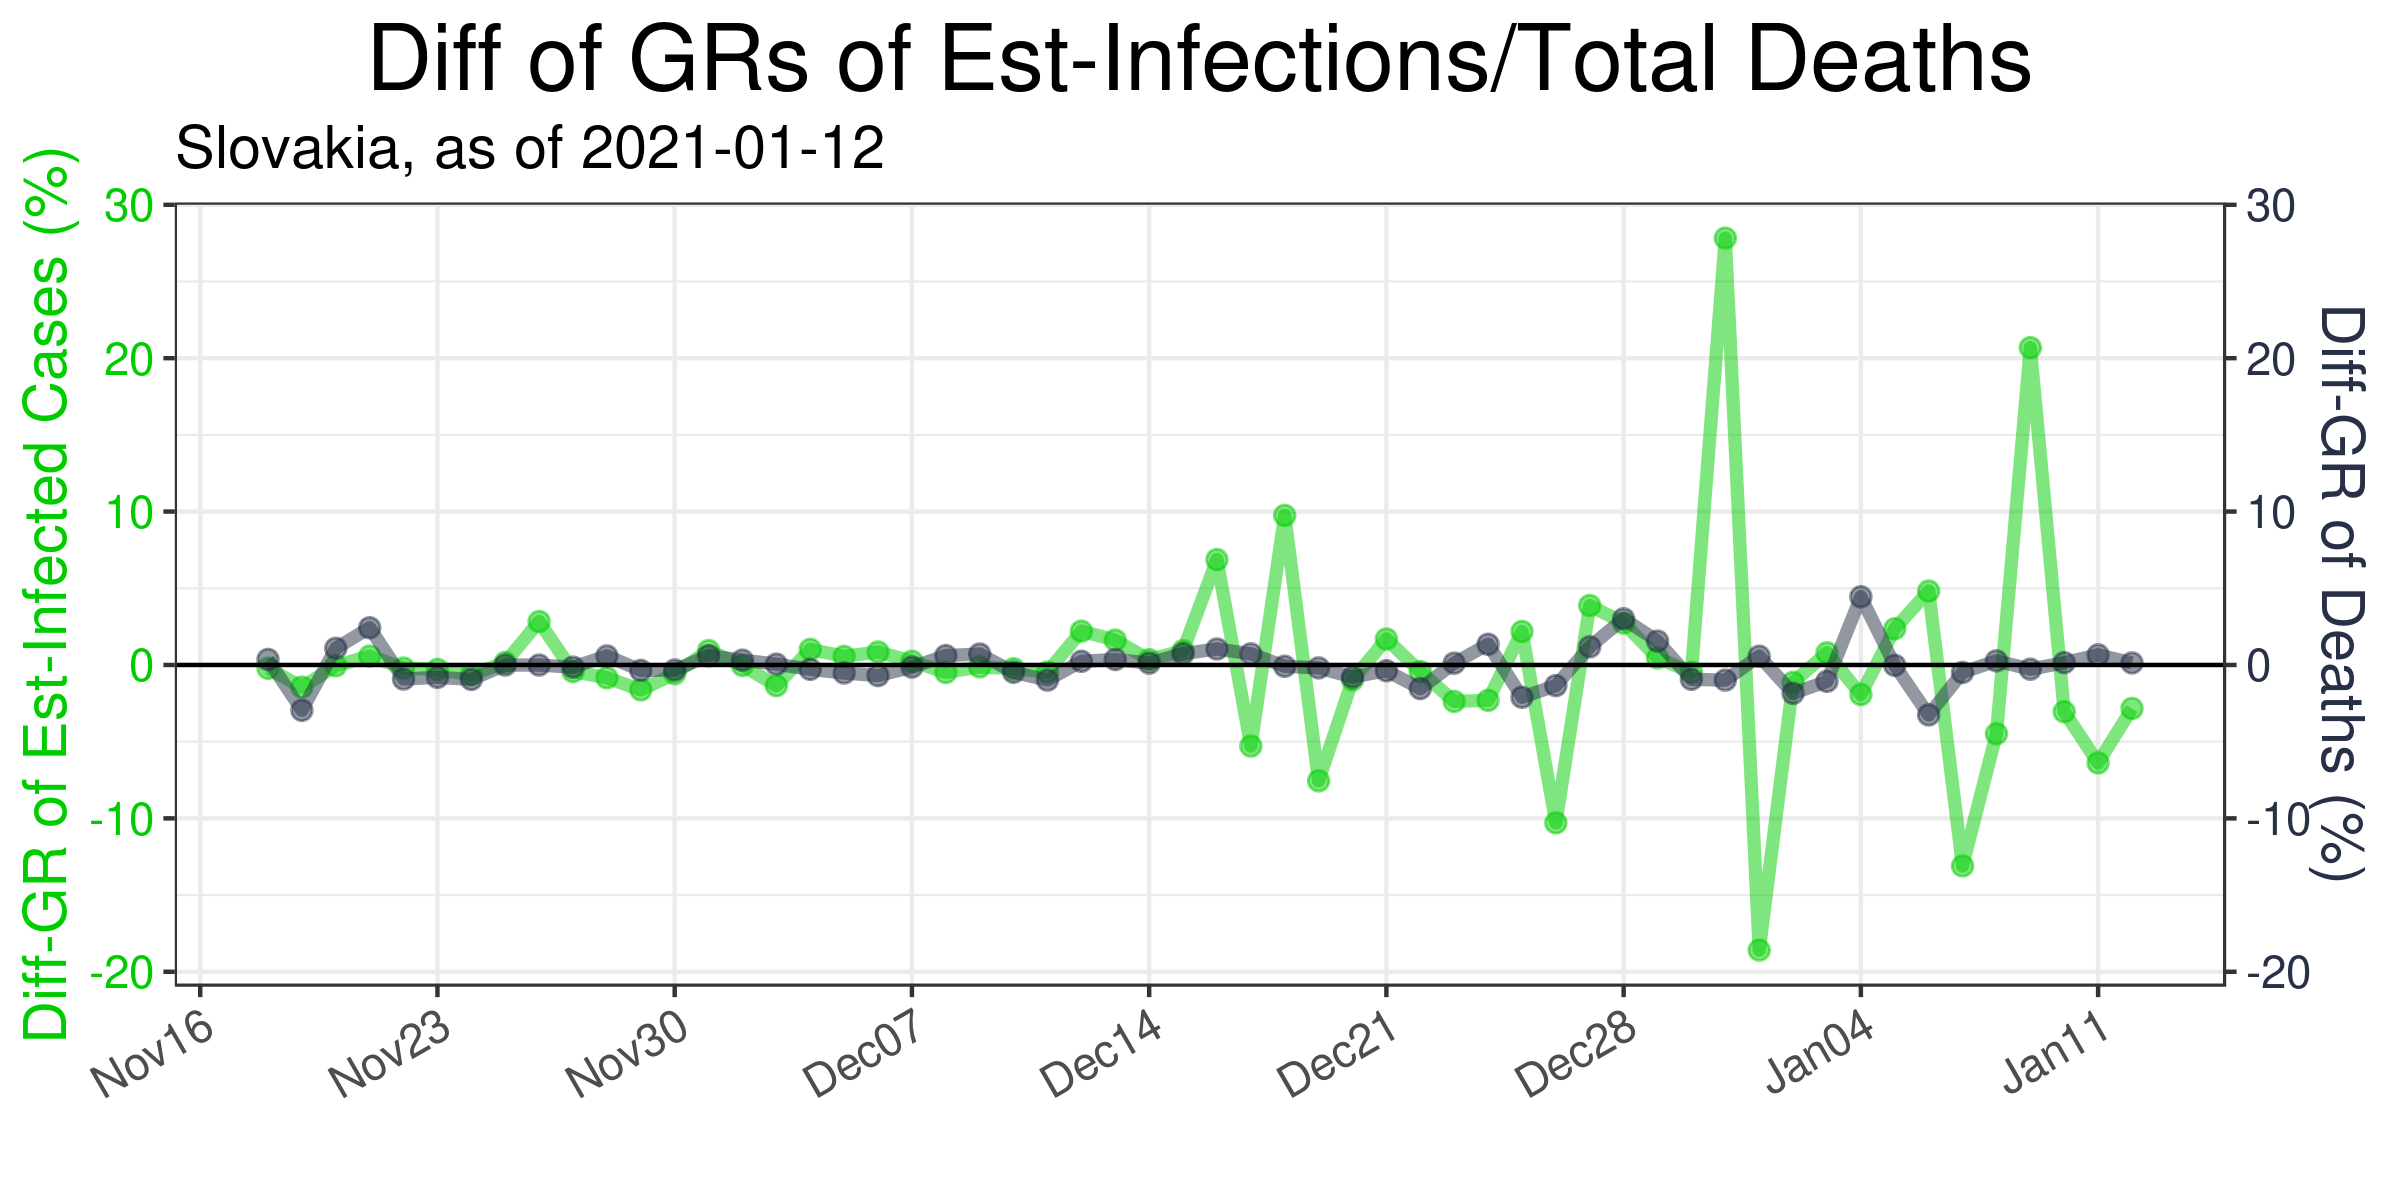 Diff of GRs of Est-Infections/Total Deaths
Slovakia, as of 2021-01-12
Diff-GR of Est-Infected Cases (%)
30
20
10
0
-10
-20
30
20
10
0
-10
-20
Diff-GR of Deaths (%)
Nov16
Nov23
Nov30
Dec07
Dec14
Dec21
Dec28
Jan04
Jan11